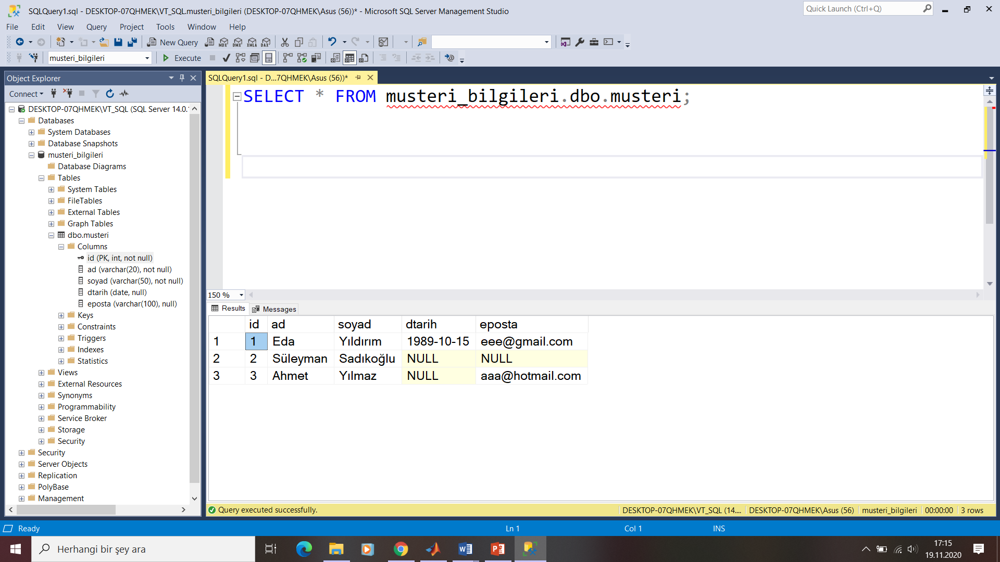 SQLQuery1.sql - DESKTOP-07QHMEK\VT_SQL.musteri_bilgileri (DESKTOP-07QHMEK\Asus (56))* - Microsoft SQL Server Management Studio
Quick Launch (Ctrl+Q)
File Edit View Query Project Tools Window Help
New Query MDX DMX XMLA DAX
musteri_bilgileri Execute
Object Explorer
SQLQuery1.sql - D...7QHMEK\Asus (56))*
Connect
SELECT * FROM musteri_bilgileri.dbo.musteri;
DESKTOP-07QHMEK\VT_SQL (SQL Server 14.0.
Databases
System Databases
Database Snapshots
musteri_bilgileri
Database Diagrams
Tables
System Tables
FileTables
External Tables
Graph Tables
dbo.musteri
Columns
id (PK, int, not null)
ad (varchar(20), not null)
soyad (varchar(50), not null)
dtarih (date, null)
eposta (varchar(100), null)
Keys
Constraints
Triggers
Indexes
Statistics
Views
External Resources
Synonyms
Programmability
Service Broker
Storage
Security
Security
Server Objects
Replication
PolyBase
Management
150 %
Results Messages
id ad soyad dtarih eposta
1 1 Eda Yıldırım 1989-10-15 eee@gmail.com
2 2 Süleyman Sadıkoğlu NULL NULL
3 3 Ahmet Yılmaz NULL aaa@hotmail.com
Query executed successfully. DESKTOP-07QHMEK\VT_SQL (14.... DESKTOP-07QHMEK\Asus (56) musteri_bilgileri 00:00:00 3 rows
Ready Ln 1 Col 1 INS
Herhangi bir şey ara
17:15
19.11.2020